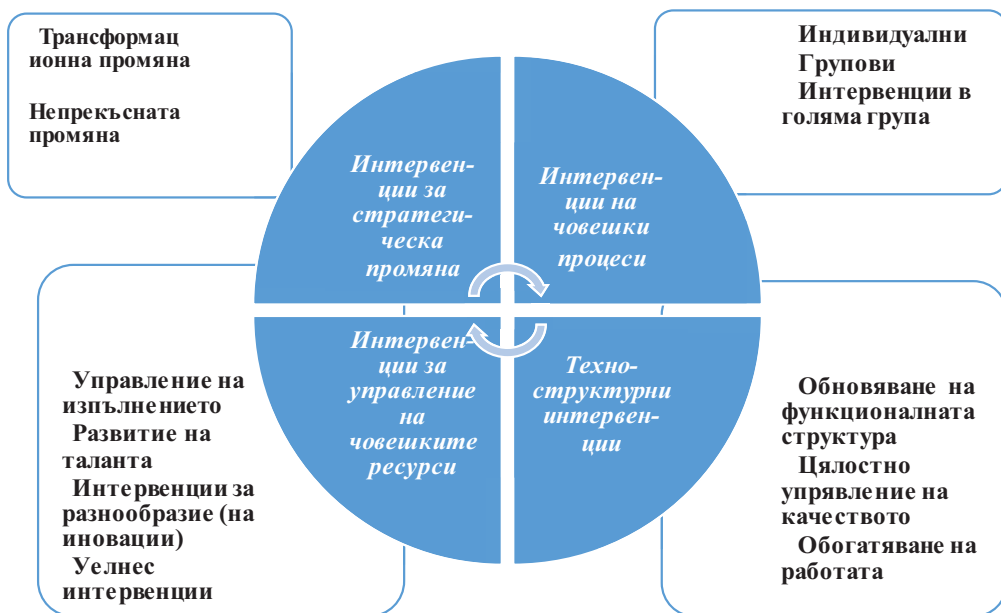 Трансформац
ионна промяна
Непрекъсната
промяна
Индивидуални
Групови
Интервенции в
голяма група
Интервен-
ции за
стратеги-
ческа
промяна
Интервен-
ции на
човешки
процеси
Интервен-
ции за
управление
на
човешките
ресурси
Техно-
структурни
интервен-
ции
Управление на
изпълнението
Развитие на
таланта
Интервенции за
разнообразие (на
иновации)
Уелнес
интервенции
Обновяване на
функционалната
структура
Цялостно
упрявление на
качеството
Обогатяване на
работата